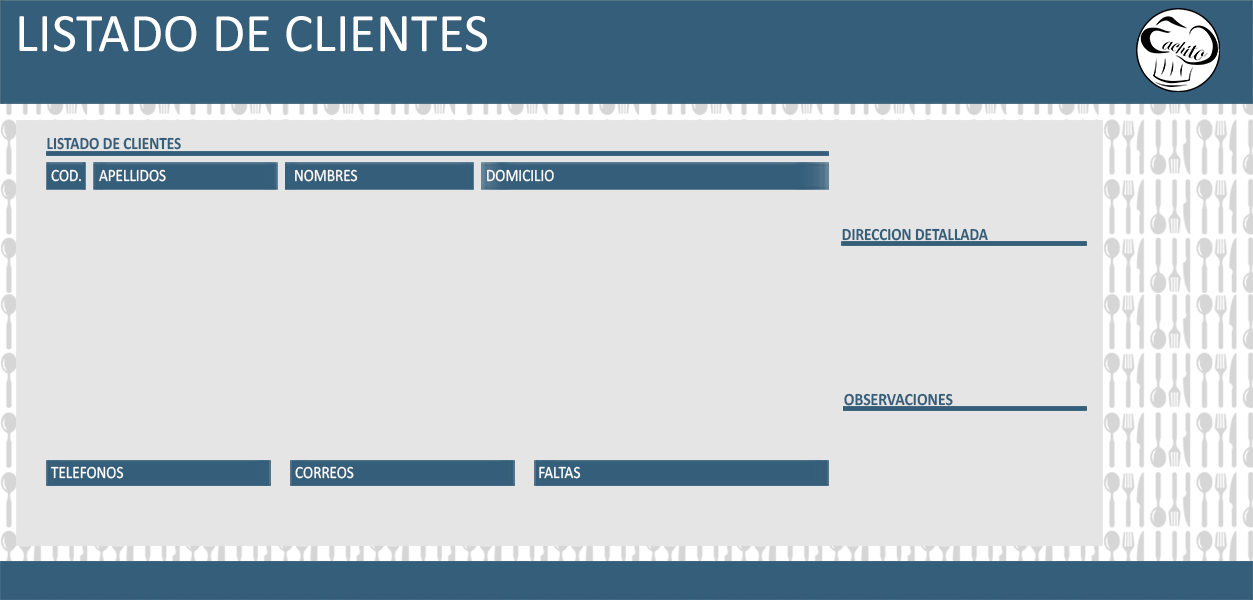 LISTADO DE CLIENTES
Cachito
LISTADO DE CLIENTES
COD. APELLIDOS NOMBRES DOMICILIO
DIRECCION DETALLADA
OBSERVACIONES
TELEFONOS CORREOS FALTAS